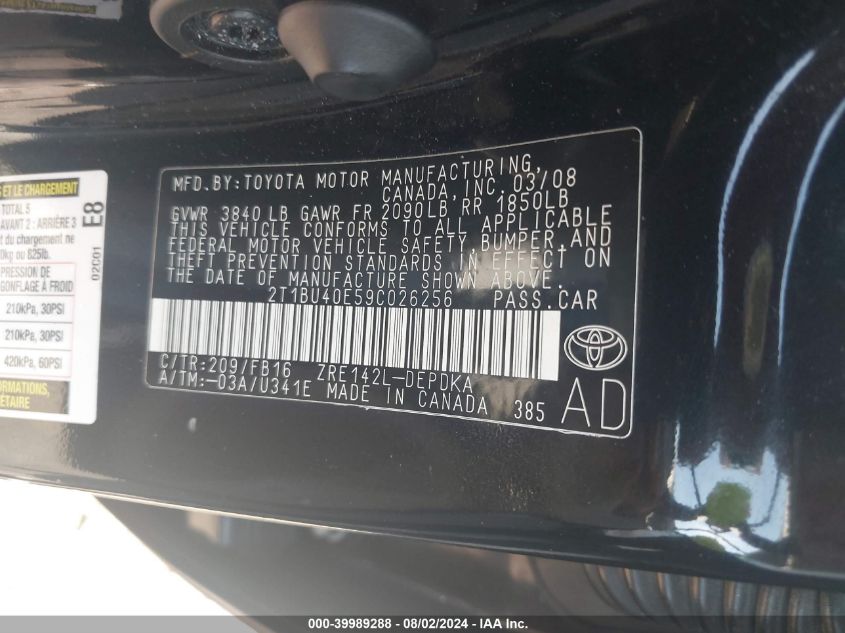 MFD.BY:TOYOTA MOTOR MANUFACTURING,
CANADA, INC. 03/08
GVWR 3840 LB GAWR FR 2090LB RR 1850LB
THIS VEHICLE CONFORMS TO ALL APPLICABLE
FEDERAL MOTOR VEHICLE SAFETY, BUMPER, AND
THEFT PREVENTION STANDARDS IN EFFECT ON
THE DATE OF MANUFACTURE SHOWN ABOVE.
2T1BU40E59C026256 PASS.CAR
C/TR:209/FB16 ZRE142L-DEPDKA
A/TM:-03A/U341E MADE IN CANADA 385
AD
S ET LE CHARGEMENT
TOTAL 5
AVANT 2 : ARRIÈRE 3
t du chargement ne
0kg ou 825lb.
E8
02C01
PRESSION DE
GONFLAGE À FROID
210kPa, 30PSI
210kPa, 30PSI
420kPa, 60PSI
000-39989288 - 08/02/2024 - IAA Inc.